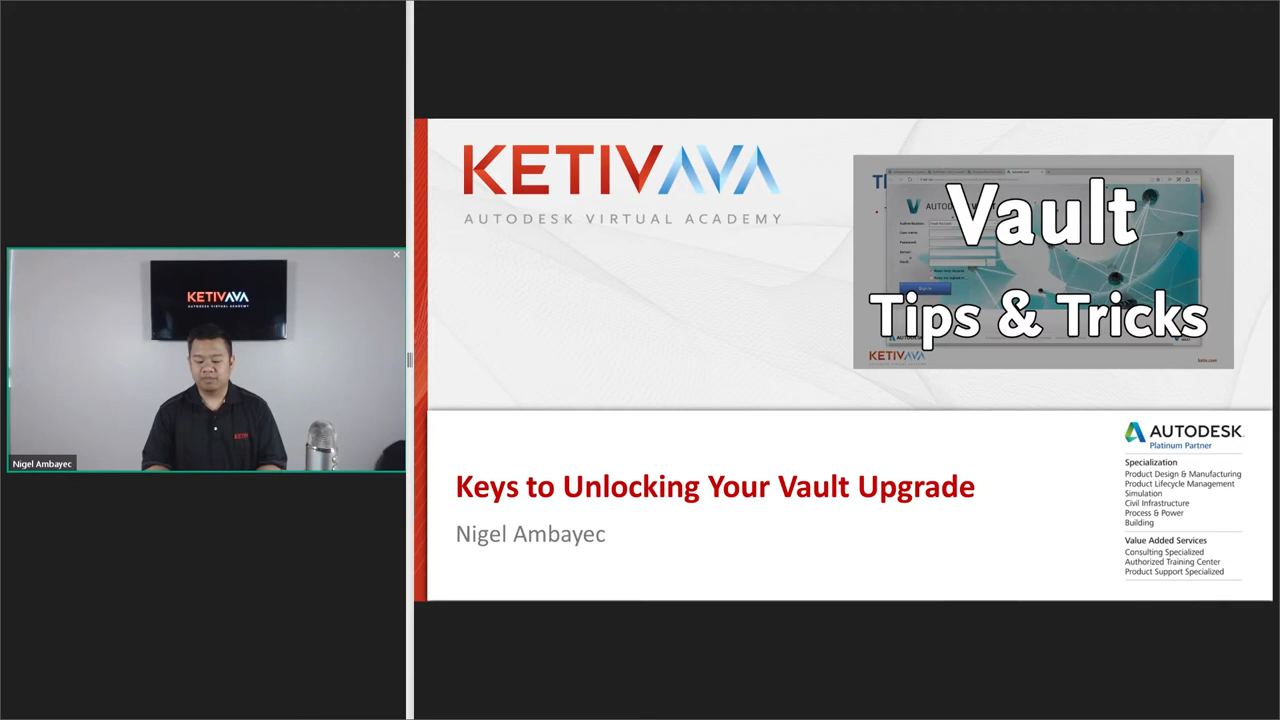 KETIVAVA
AUTODESK VIRTUAL ACADEMY
Nigel Ambayec
KETIVAVA
AUTODESK VIRTUAL ACADEMY
Vault
Tips & Tricks
KETIVAVA
ketiv.com
Keys to Unlocking Your Vault Upgrade
Nigel Ambayec
AUTODESK.
Platinum Partner
Specialization
Product Design & Manufacturing
Product Lifecycle Management
Simulation
Civil Infrastructure
Process & Power
Building
Value Added Services
Consulting Specialized
Authorized Training Center
Product Support Specialized